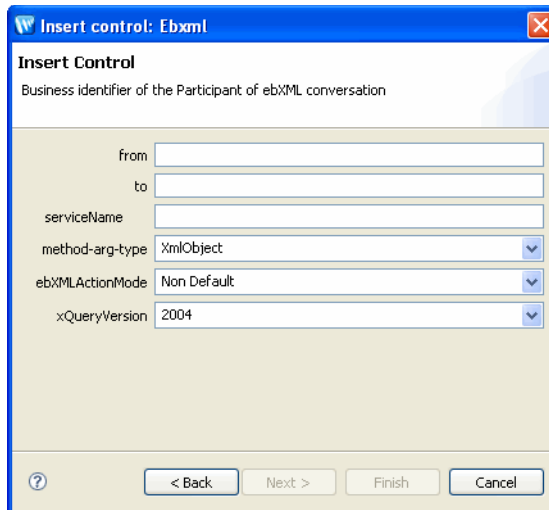 Insert control: Ebxml
Insert Control
Business identifier of the Participant of ebXML conversation
from
to
serviceName
method-arg-type XmlObject
ebXMLActionMode Non Default
xQueryVersion 2004
? < Back Next > Finish Cancel